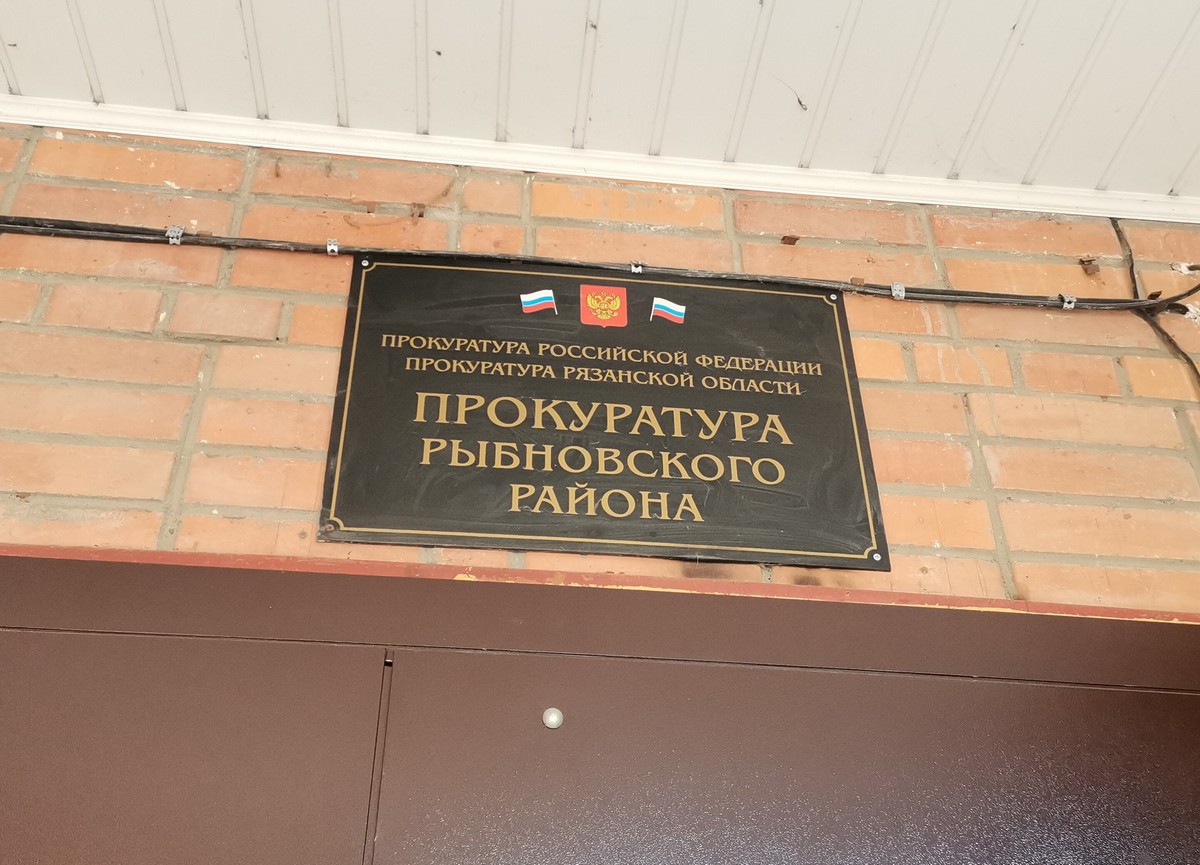 ПРОКУРАТУРА РОССИЙСКОЙ ФЕДЕРАЦИИ
ПРОКУРАТУРА РЯЗАНСКОЙ ОБЛАСТИ
ПРОКУРАТУРА
РЫБНОВСКОГО
РАЙОНА